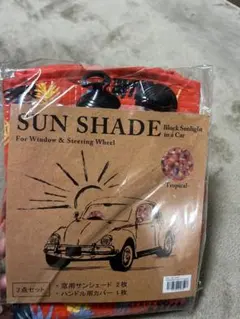 SUN SHADE
Block Sunlight
in a Car
For Window & Steering Wheel
Tropical
2点セット
・窓用サンシェード 2枚
・ハンドル用カバー 1枚